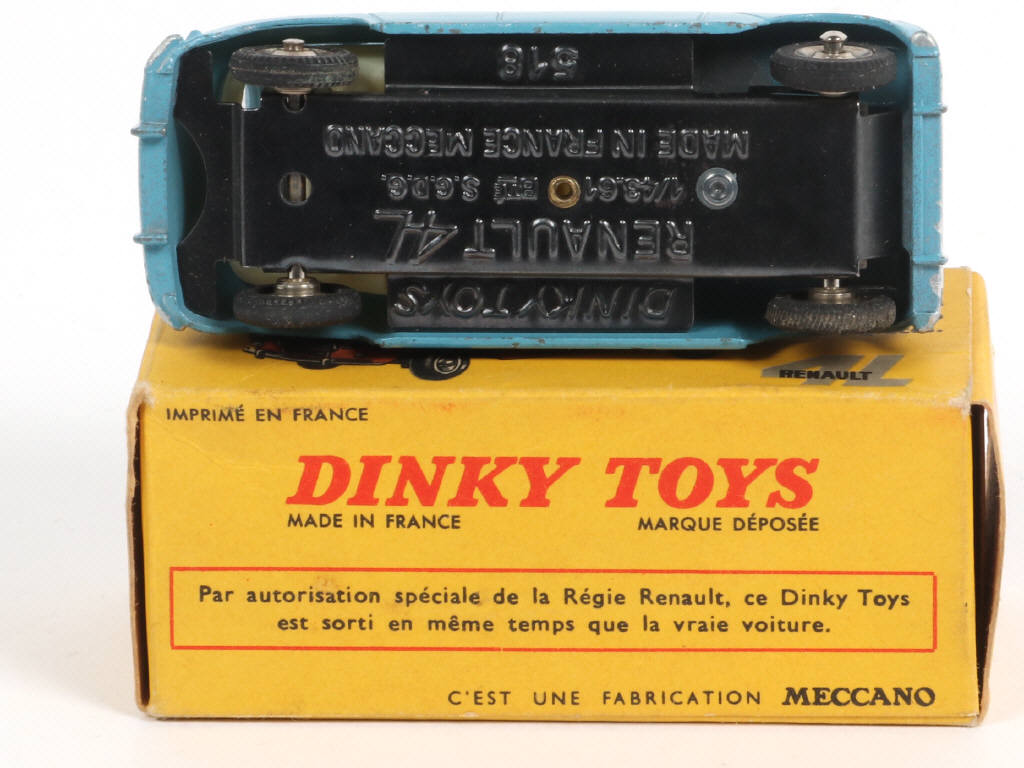 518
MADE IN FRANCE MECCANO
1/43,61 BTÉ S.G.D.G.
RENAULT 4L
DINKY TOYS
RENAULT 4L
IMPRIMÉ EN FRANCE
DINKY TOYS
MADE IN FRANCE MARQUE DÉPOSÉE
Par autorisation spéciale de la Régie Renault, ce Dinky Toys
est sorti en même temps que la vraie voiture.
C'EST UNE FABRICATION MECCANO